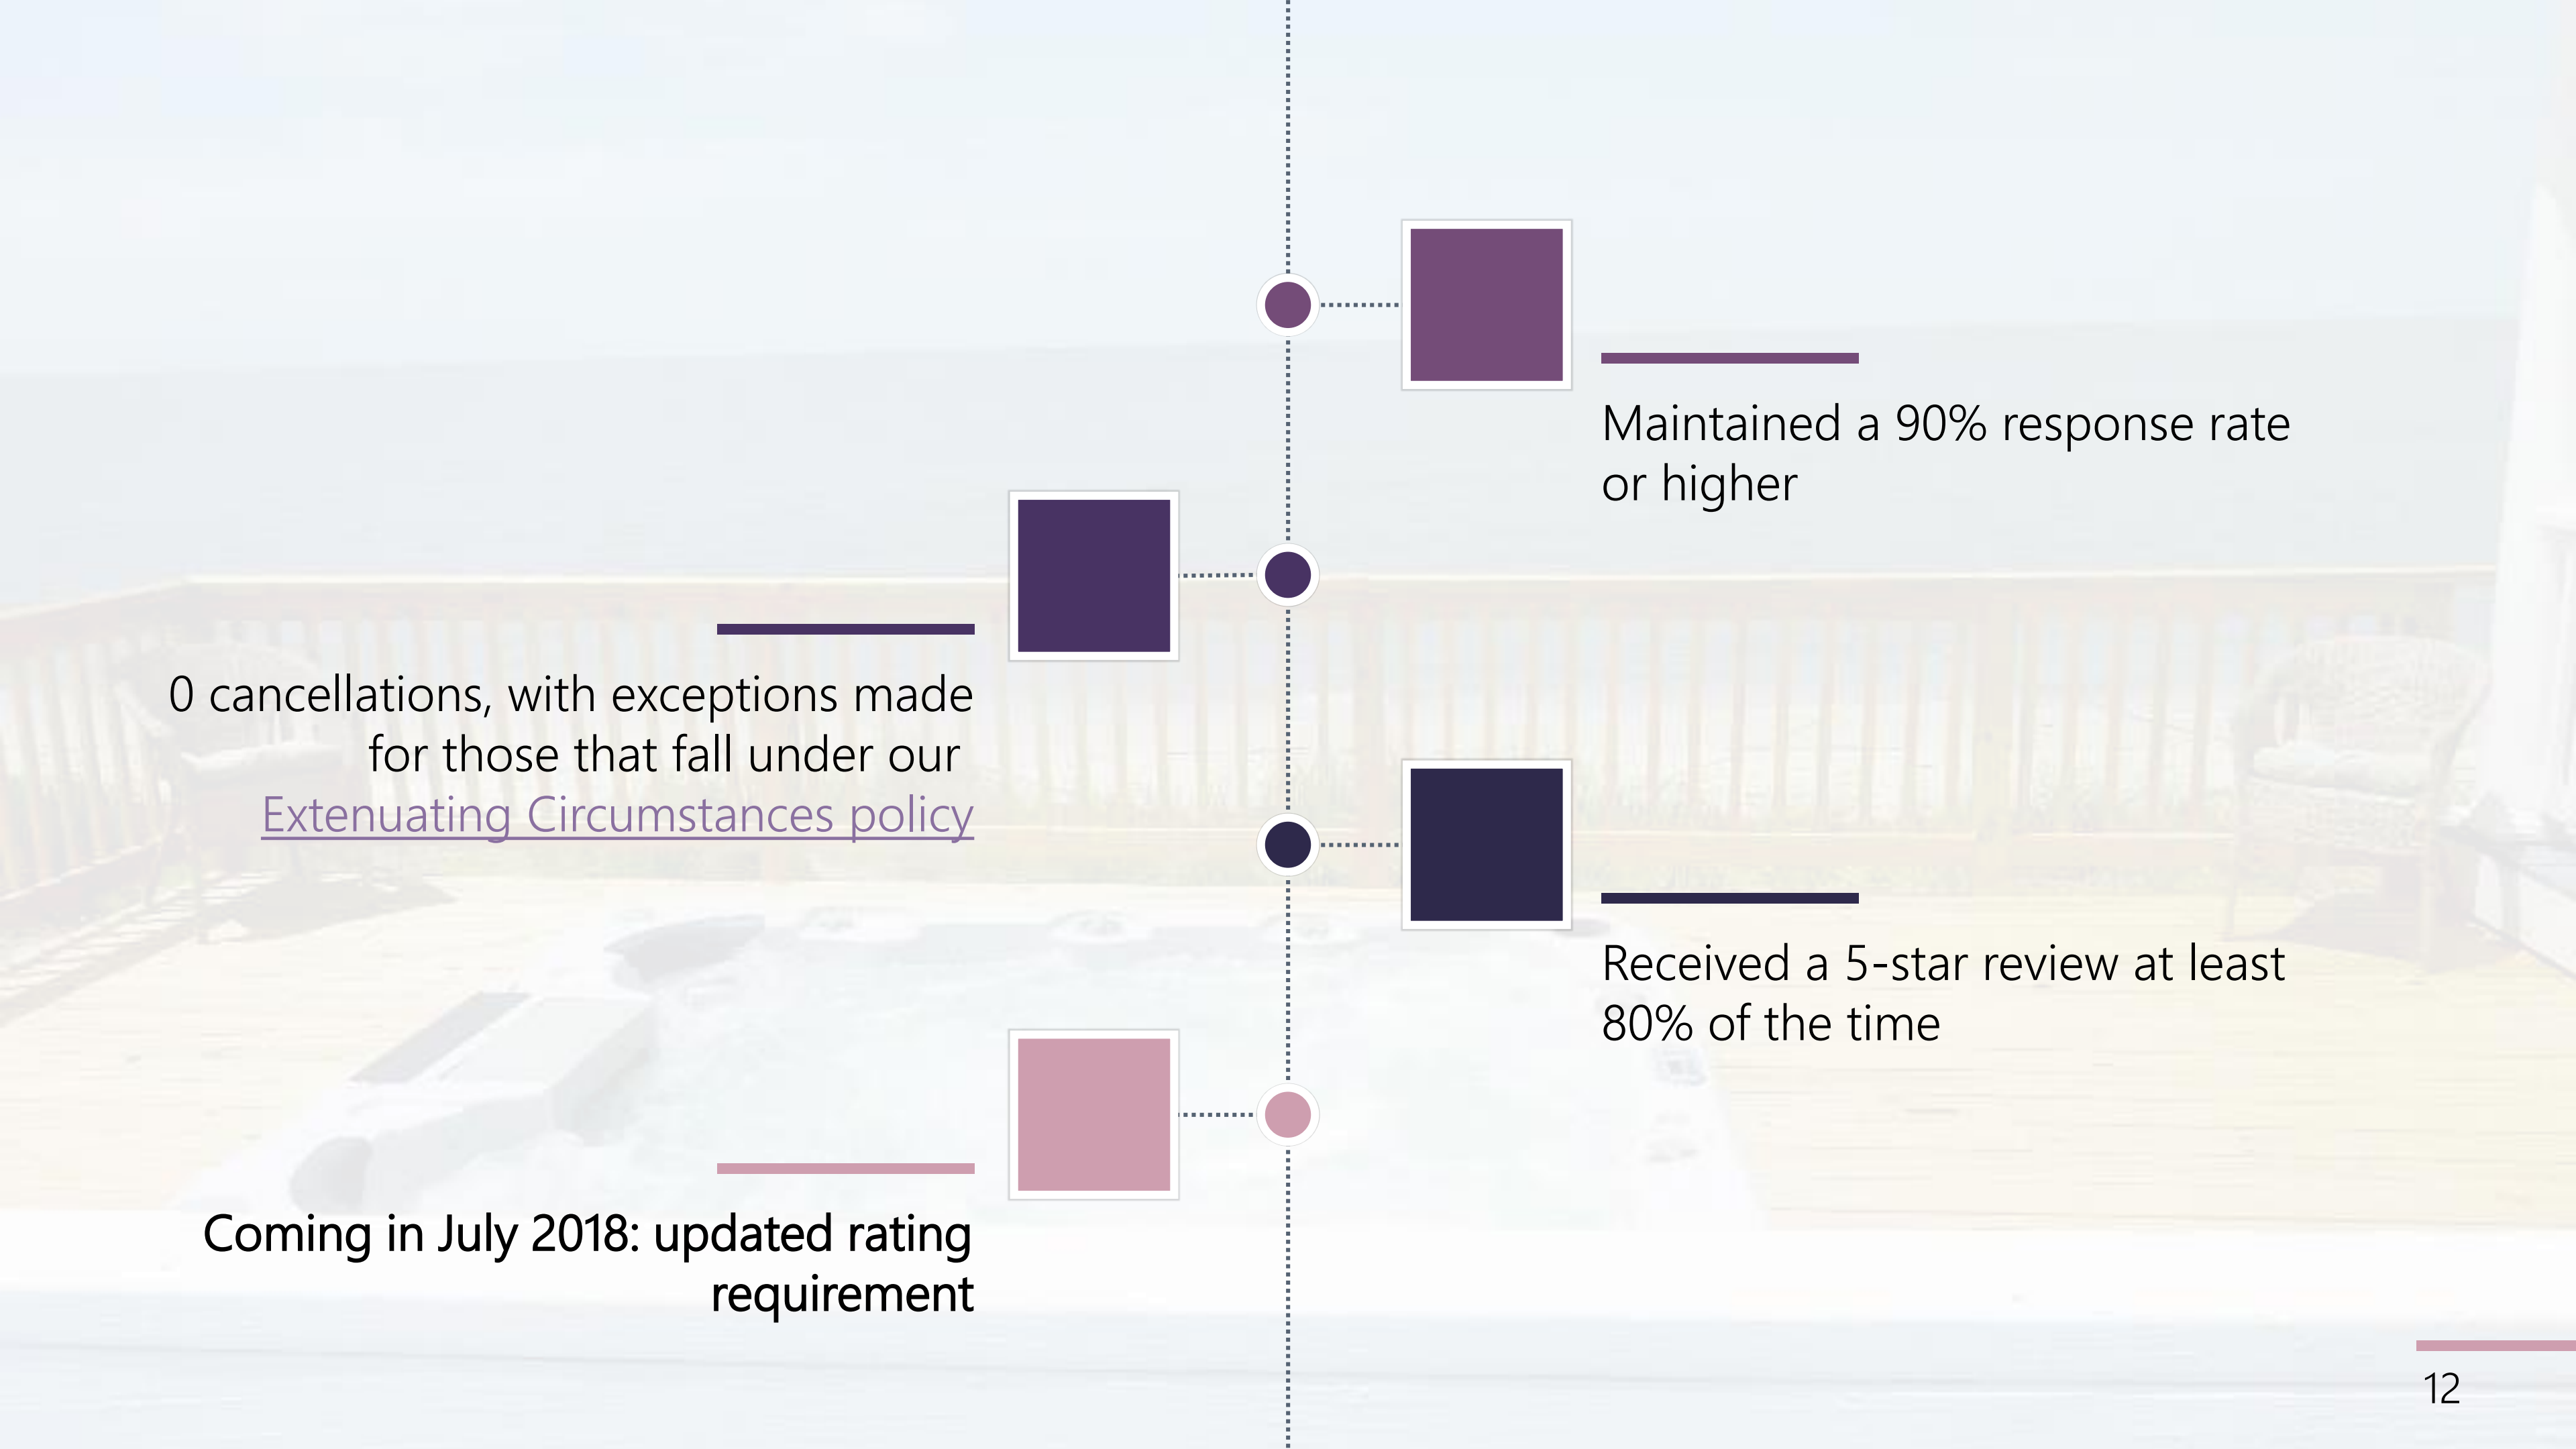 Maintained a 90% response rate
or higher
0 cancellations, with exceptions made
for those that fall under our
Extenuating Circumstances policy
Received a 5-star review at least
80% of the time
Coming in July 2018: updated rating
requirement
12